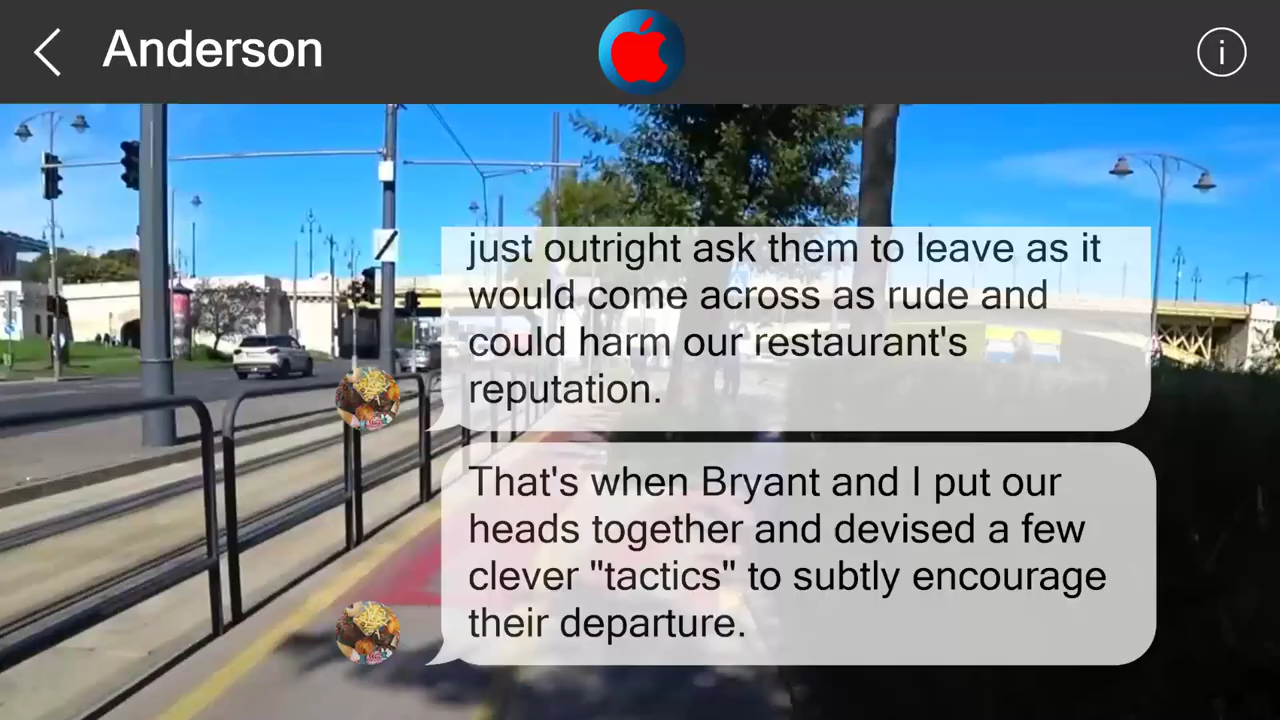 Anderson
i
just outright ask them to leave as it
would come across as rude and
could harm our restaurant's
reputation.
That's when Bryant and I put our
heads together and devised a few
clever "tactics" to subtly encourage
their departure.